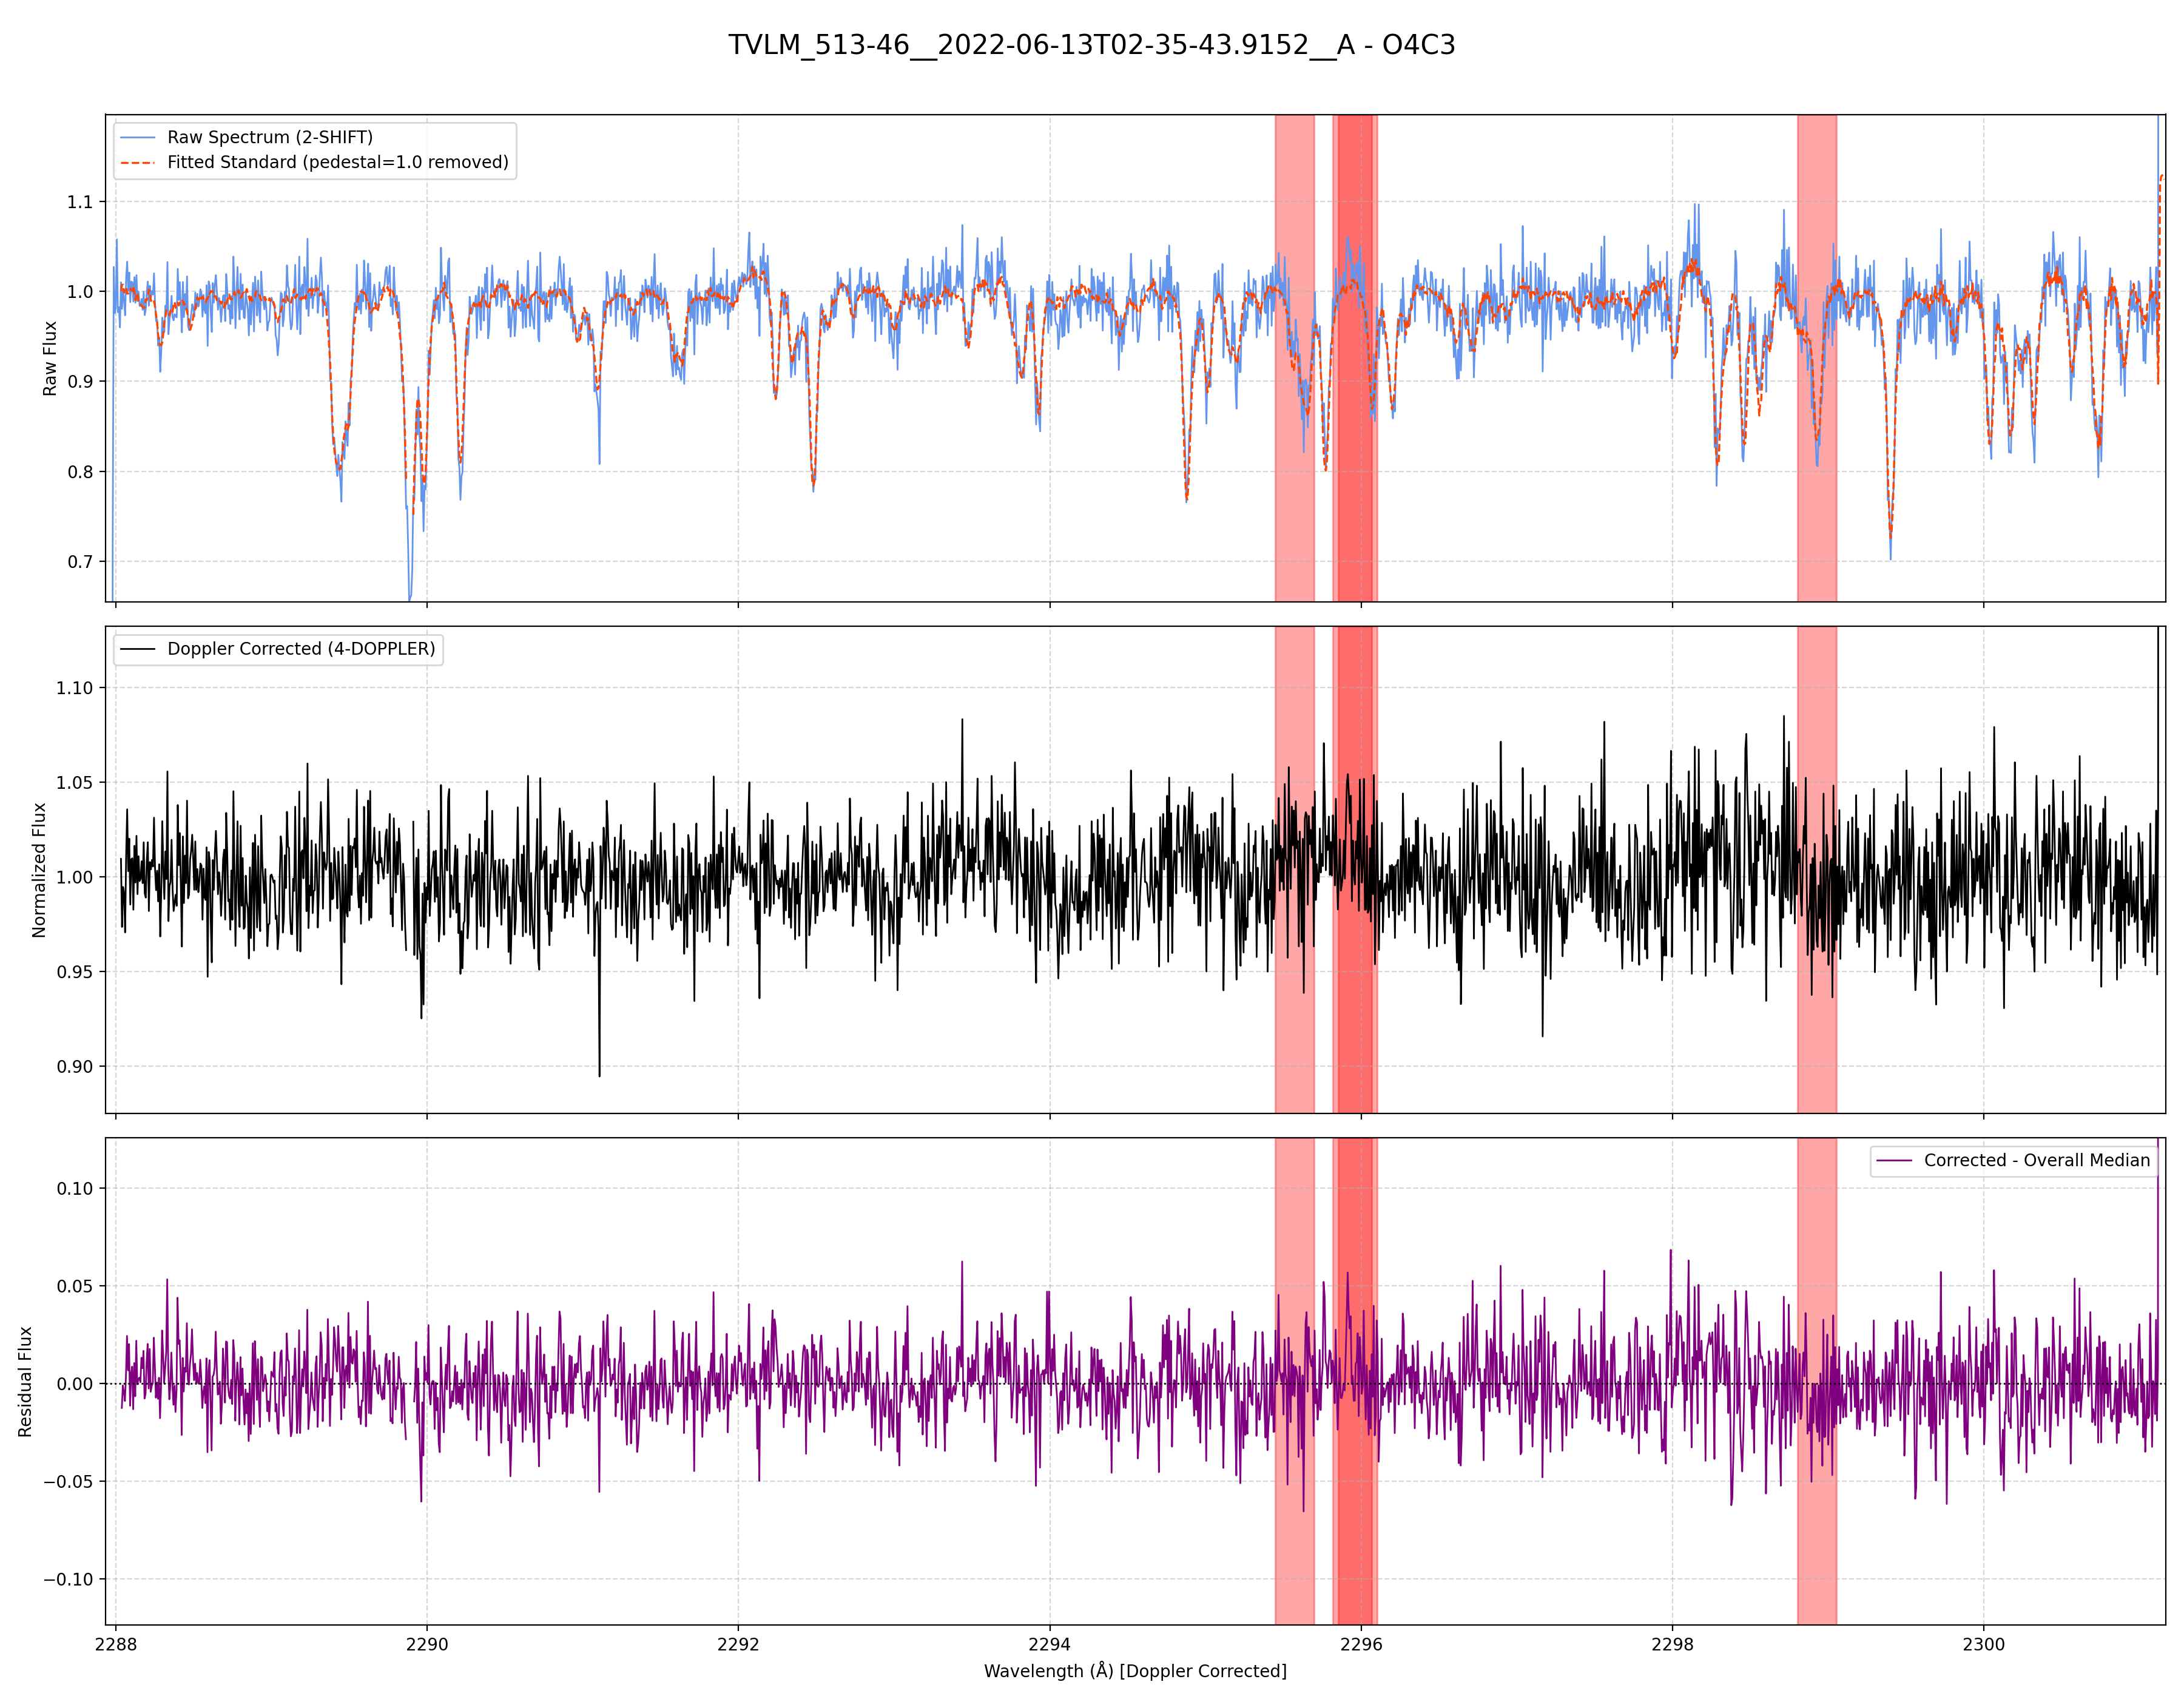 TVLM_513-46__2022-06-13T02-35-43.9152__A - O4C3
Raw Spectrum (2-SHIFT)
Fitted Standard (pedestal=1.0 removed)
Raw Flux
1.1
1.0
0.9
0.8
0.7
Doppler Corrected (4-DOPPLER)
Normalized Flux
1.10
1.05
1.00
0.95
0.90
Corrected - Overall Median
Residual Flux
0.10
0.05
0.00
−0.05
−0.10
2288 2290 2292 2294 2296 2298 2300
Wavelength (Å) [Doppler Corrected]